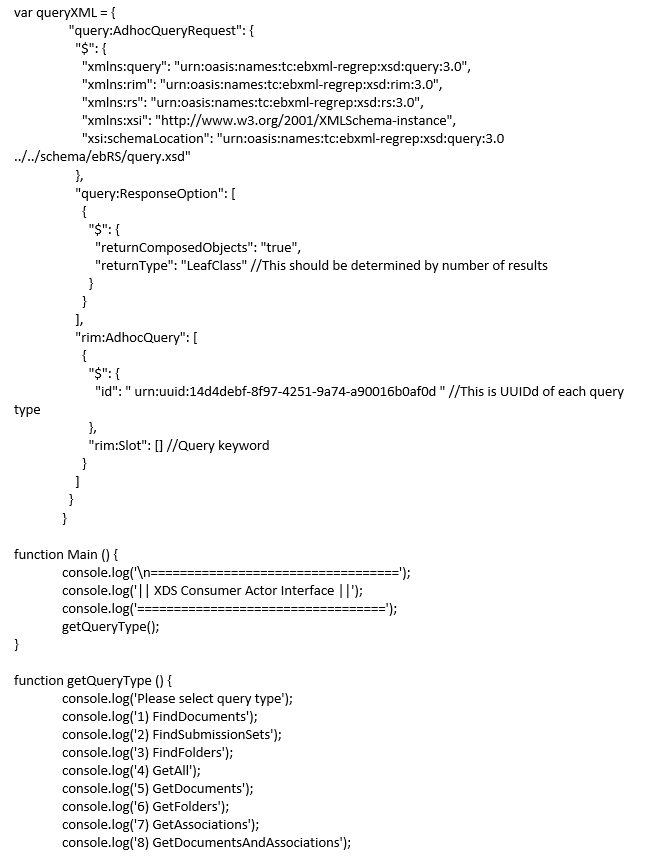 var queryXML = {
"query:AdhocQueryRequest": {
"$": {
"xmlns:query": "urn:oasis:names:tc:ebxml-regrep:xsd:query:3.0",
"xmlns:rim": "urn:oasis:names:tc:ebxml-regrep:xsd:rim:3.0",
"xmlns:rs": "urn:oasis:names:tc:ebxml-regrep:xsd:rs:3.0",
"xmlns:xsi": "http://www.w3.org/2001/XMLSchema-instance",
"xsi:schemaLocation": "urn:oasis:names:tc:ebxml-regrep:xsd:query:3.0
../../schema/ebRS/query.xsd"
},
"query:ResponseOption": [
{
"$": {
"returnComposedObjects": "true",
"returnType": "LeafClass" //This should be determined by number of results
}
}
],
"rim:AdhocQuery": [
{
"$": {
"id": " urn:uuid:14d4debf-8f97-4251-9a74-a90016b0af0d " //This is UUIDd of each query
type
},
"rim:Slot": [] //Query keyword
}
]
}
}
function Main () {
console.log('\n==================================');
console.log('|| XDS Consumer Actor Interface ||');
console.log('==================================');
getQueryType();
}
function getQueryType () {
console.log('Please select query type');
console.log('1) FindDocuments');
console.log('2) FindSubmissionSets');
console.log('3) FindFolders');
console.log('4) GetAll');
console.log('5) GetDocuments');
console.log('6) GetFolders');
console.log('7) GetAssociations');
console.log('8) GetDocumentsAndAssociations');